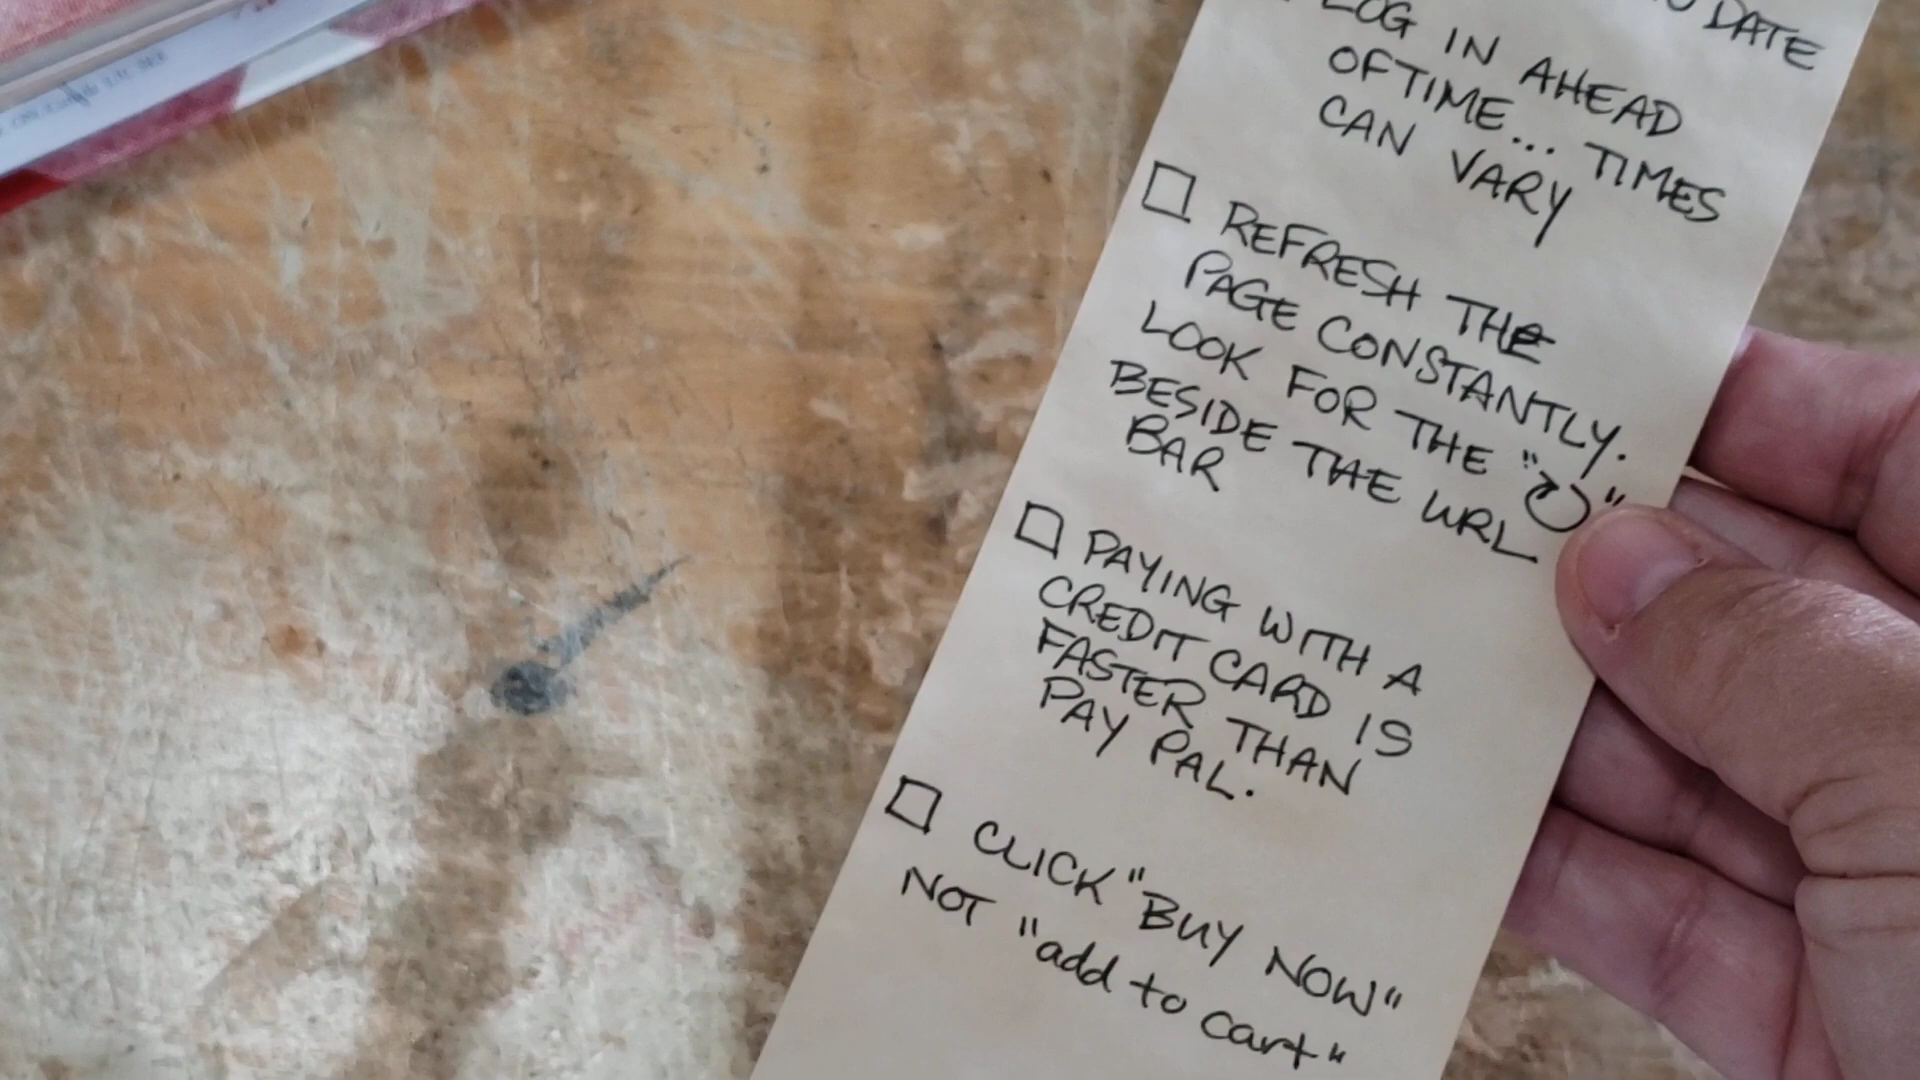 DATE
LOG IN AHEAD
OFTIME... TIMES
CAN VARY
REFRESH THE
PAGE CONSTANTLY.
LOOK FOR THE "↻"
BESIDE THE URL
BAR
PAYING WITH A
CREDIT CARD IS
FASTER THAN
PAY PAL.
CLICK "BUY NOW"
NOT "add to cart"